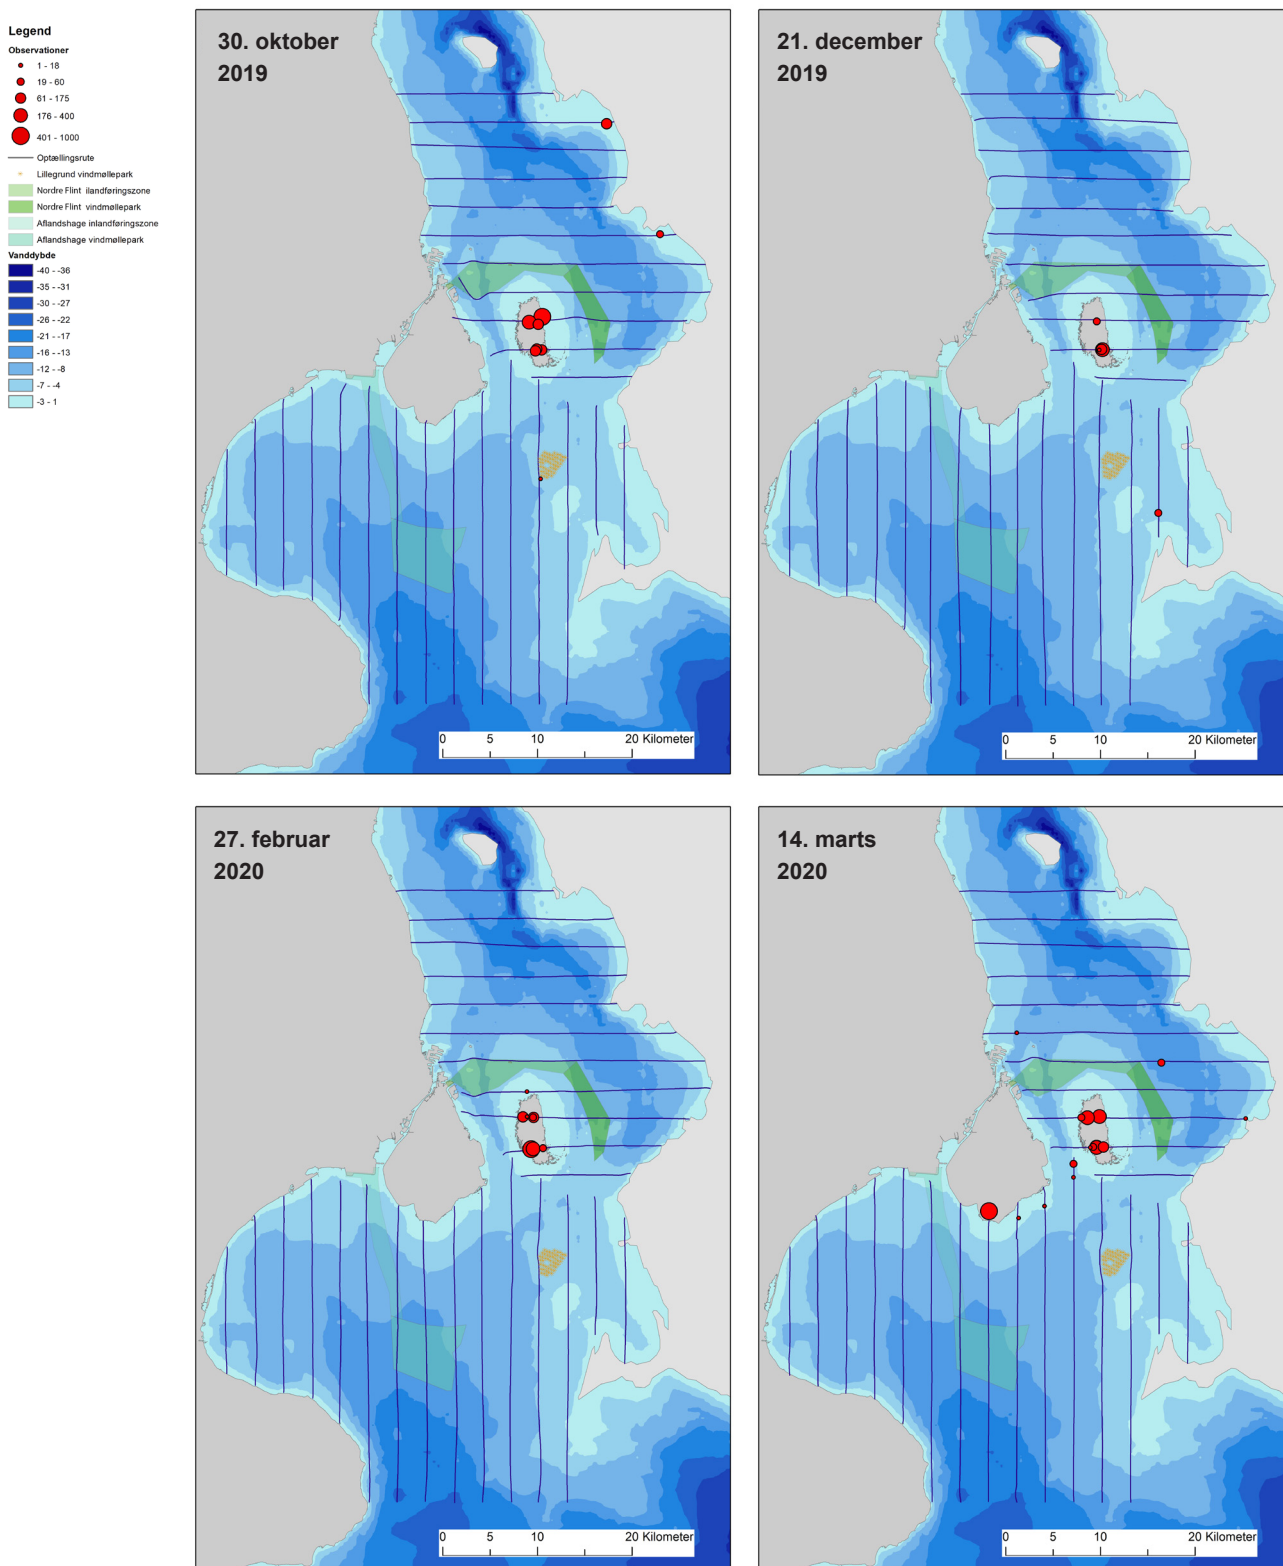 Legend
Observationer
1 - 18
19 - 60
61 - 175
176 - 400
401 - 1000
Optællingsrute
Lillegrund vindmøllepark
Nordre Flint ilandføringszone
Nordre Flint vindmøllepark
Aflandshage inlandføringzone
Aflandshage vindmøllepark
Vanddybde
-40 - -36
-35 - -31
-30 - -27
-26 - -22
-21 - -17
-16 - -13
-12 - -8
-7 - -4
-3 - 1
30. oktober
2019
0 5 10 20 Kilometer
21. december
2019
0 5 10 20 Kilometer
27. februar
2020
0 5 10 20 Kilometer
14. marts
2020
0 5 10 20 Kilometer